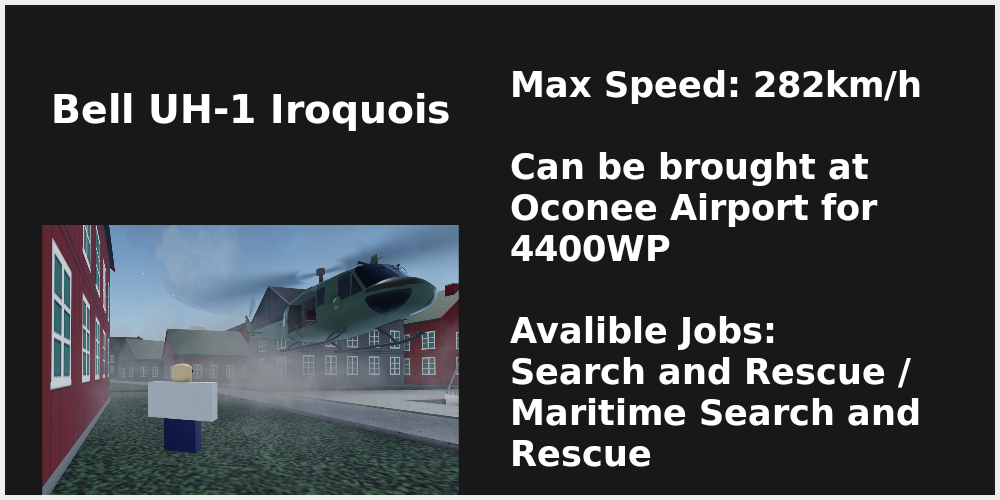 Bell UH-1 Iroquois
Max Speed: 282km/h
Can be brought at
Oconee Airport for
4400WP
Avalible Jobs:
Search and Rescue /
Maritime Search and
Rescue